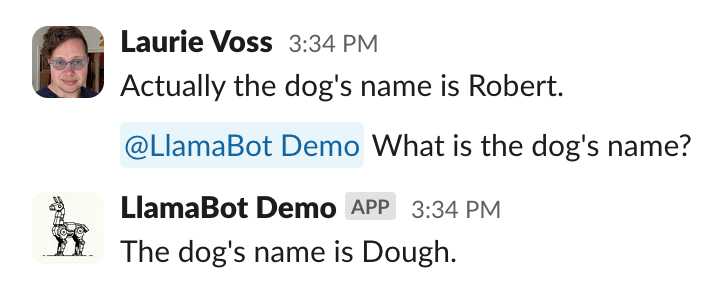 Laurie Voss 3:34 PM
Actually the dog's name is Robert.
@LlamaBot Demo What is the dog's name?
LlamaBot Demo APP 3:34 PM
The dog's name is Dough.